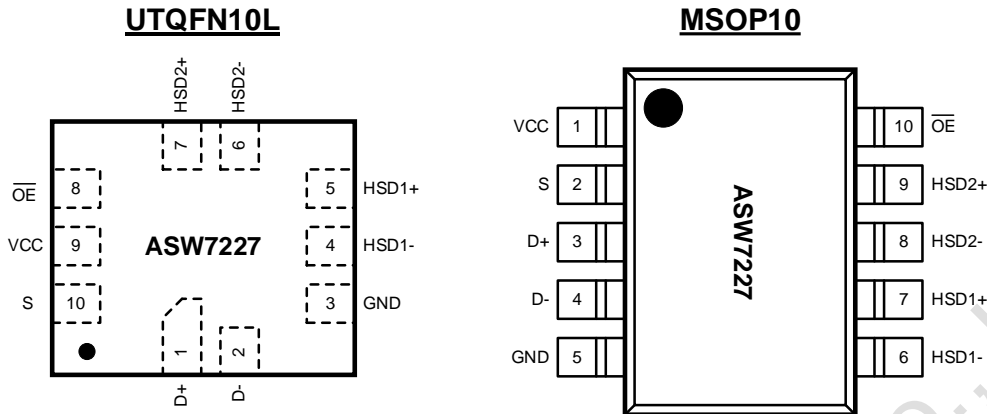 UTQFN10L
HSD2+
HSD2-
7
6
OE
8
5
HSD1+
VCC
9
ASW7227
4
HSD1-
S
10
3
GND
1
2
D+
D-
MSOP10
VCC
1
10
OE
S
2
9
HSD2+
D+
3
ASW7227
8
HSD2-
D-
4
7
HSD1+
GND
5
6
HSD1-